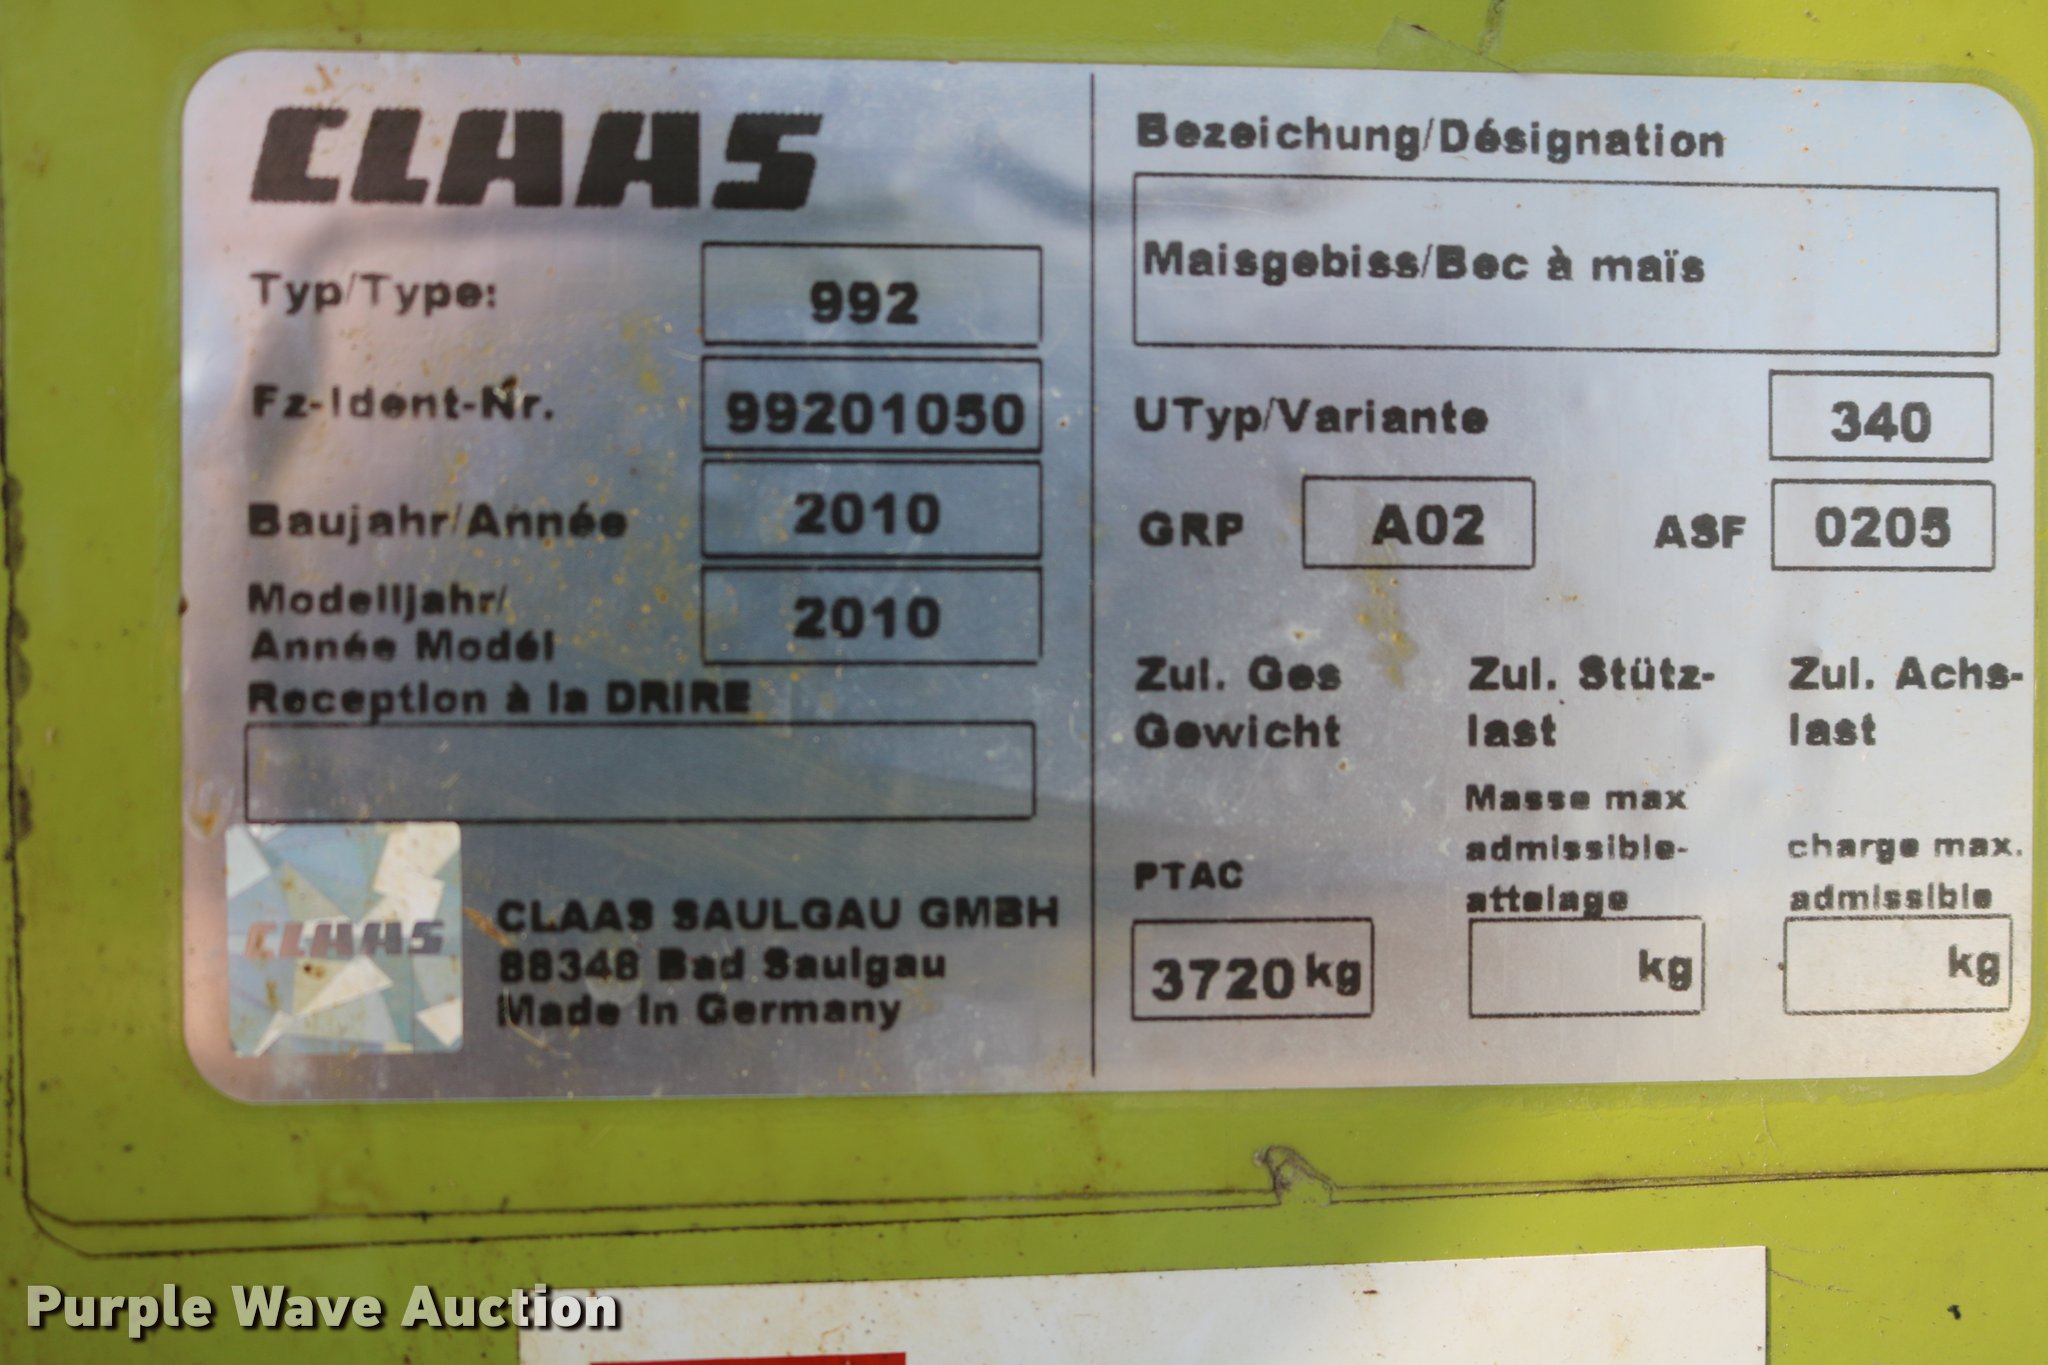 CLAAS
Typ/Type: 992
Fz-Ident-Nr. 99201050
Baujahr/Année 2010
Modelljahr/
Année Modél 2010
Reception à la DRIRE
CLAAS
CLAAS SAULGAU GMBH
88348 Bad Saulgau
Made In Germany
Bezeichung/Désignation
Maisgebiss/Bec à maïs
UTyp/Variante 340
GRP A02 ASF 0205
Zul. Ges
Gewicht
PTAC
3720 kg
Zul. Stütz-
last
Masse max
admissible-
attelage
kg
Zul. Achs-
last
charge max.
admissible
kg
Purple Wave Auction